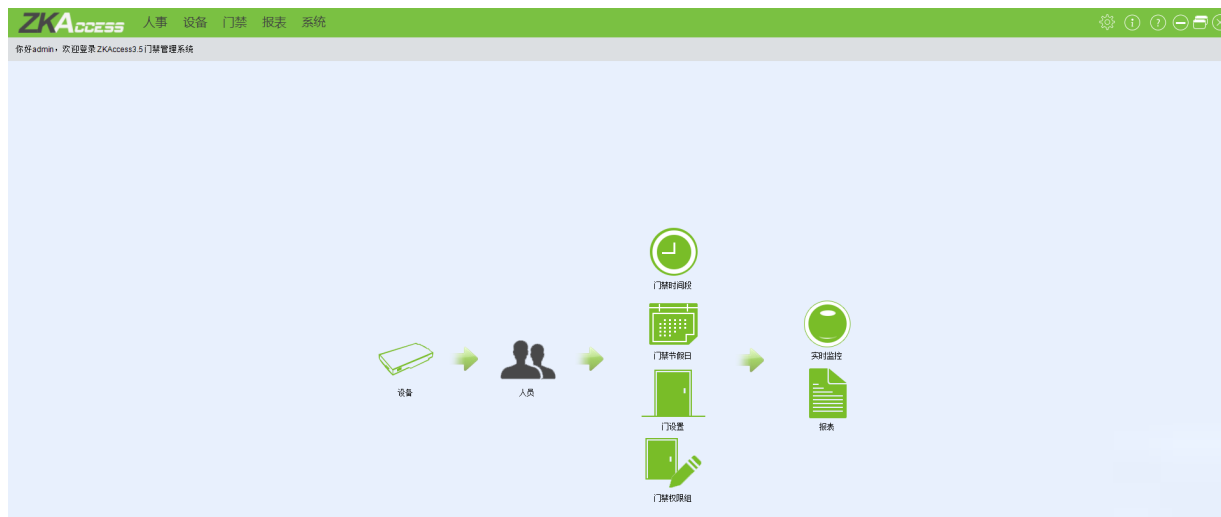 ZKAccess 人事 设备 门禁 报表 系统
你好admin，欢迎登录ZKAccess3.5门禁管理系统
门禁时间段
门禁节假日
实时监控
设备
人员
门设置
报表
门禁权限组